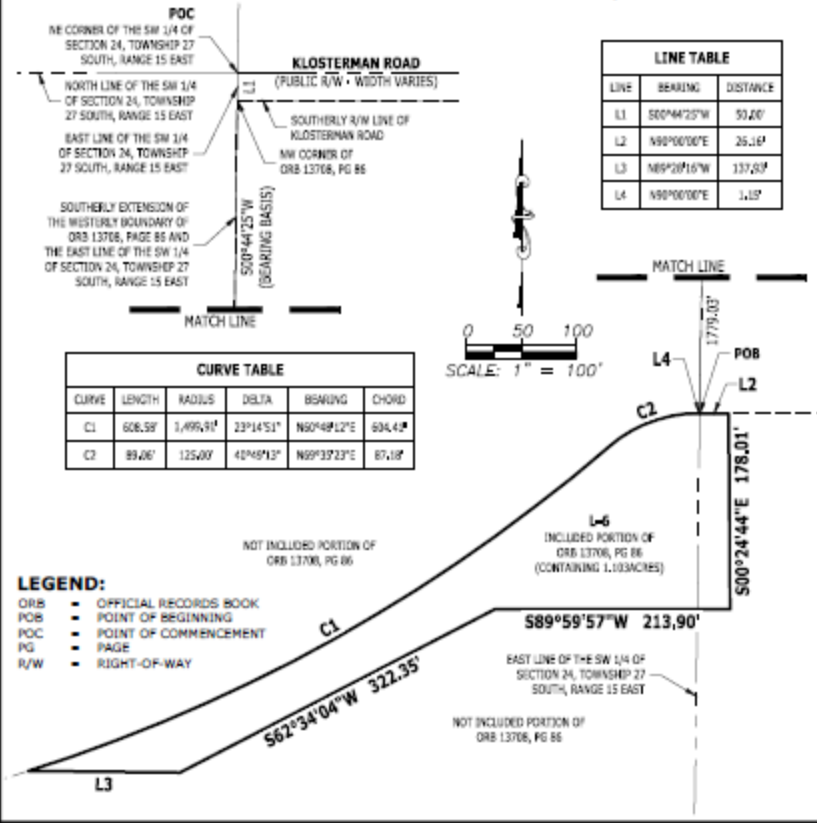 POC
NE CORNER OF THE SW 1/4 OF
SECTION 24, TOWNSHIP 27
SOUTH, RANGE 15 EAST
NORTH LINE OF THE SW 1/4
OF SECTION 24, TOWNSHIP
27 SOUTH, RANGE 15 EAST
EAST LINE OF THE SW 1/4
OF SECTION 24, TOWNSHIP
27 SOUTH, RANGE 15 EAST
SOUTHERLY EXTENSION OF
THE WESTERLY BOUNDARY OF
ORB 13708, PAGE 86 AND
THE EAST LINE OF THE SW 1/4
OF SECTION 24, TOWNSHIP 27
SOUTH, RANGE 15 EAST
L1
KLOSTERMAN ROAD
(PUBLIC R/W - WIDTH VARIES)
SOUTHERLY R/W LINE OF
KLOSTERMAN ROAD
NW CORNER OF
ORB 13708, PG 86
S00°44'25"W
(BEARING BASIS)
MATCH LINE
LINE TABLE
LINE BEARING DISTANCE
L1 S00°44'25"W 50.00'
L2 N90°00'00"E 26.16'
L3 N89°28'16"W 137.93'
L4 N90°00'00"E 1.15'
0 50 100
SCALE: 1" = 100'
MATCH LINE
1779.03'
L4
POB
L2
CURVE TABLE
CURVE LENGTH RADIUS DELTA BEARING CHORD
C1 608.58' 1,499.91' 23°14'51" N60°48'12"E 604.41'
C2 89.06' 125.00' 40°49'13" N69°35'23"E 87.18'
C2
S00°24'44"E 178.01'
L-6
INCLUDED PORTION OF
ORB 13708, PG 86
(CONTAINING 1.103ACRES)
NOT INCLUDED PORTION OF
ORB 13708, PG 86
LEGEND:
ORB = OFFICIAL RECORDS BOOK
POB = POINT OF BEGINNING
POC = POINT OF COMMENCEMENT
PG = PAGE
R/W = RIGHT-OF-WAY
C1
S89°59'57"W 213.90'
S62°34'04"W 322.35'
EAST LINE OF THE SW 1/4 OF
SECTION 24, TOWNSHIP 27
SOUTH, RANGE 15 EAST
NOT INCLUDED PORTION OF
ORB 13708, PG 86
L3